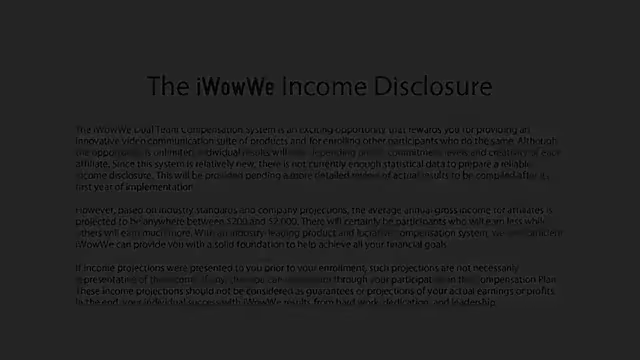 The iWowWe Income Disclosure
The iWowWe Dual Team Compensation system is an exciting opportunity that rewards you for providing an
innovative video communication suite of products and for enrolling other participants who do the same. Although
the opportunity is unlimited, individual results will vary depending on the commitment levels and creativity of each
affiliate. Since this system is relatively new, there is not currently enough statistical data to prepare a reliable
income disclosure. This will be provided pending a more detailed review of actual results to be compiled after its
first year of implementation.
However, based on industry standards and company projections, the average annual gross income for affiliates is
projected to be anywhere between $200 and $2,000. There will certainly be participants who will earn less while
others will earn much more. With an industry-leading product and lucrative compensation system, we are confident
iWowWe can provide you with a solid foundation to help achieve all your financial goals.
If income projections were presented to you prior to your enrollment, such projections are not necessarily
representative of the income, if any, that you can through your participation in the Compensation Plan.
These income projections should not be considered as guarantees or projections of your actual earnings or profits.
In the end, your individual success with iWowWe results from hard work, dedication, and leadership.